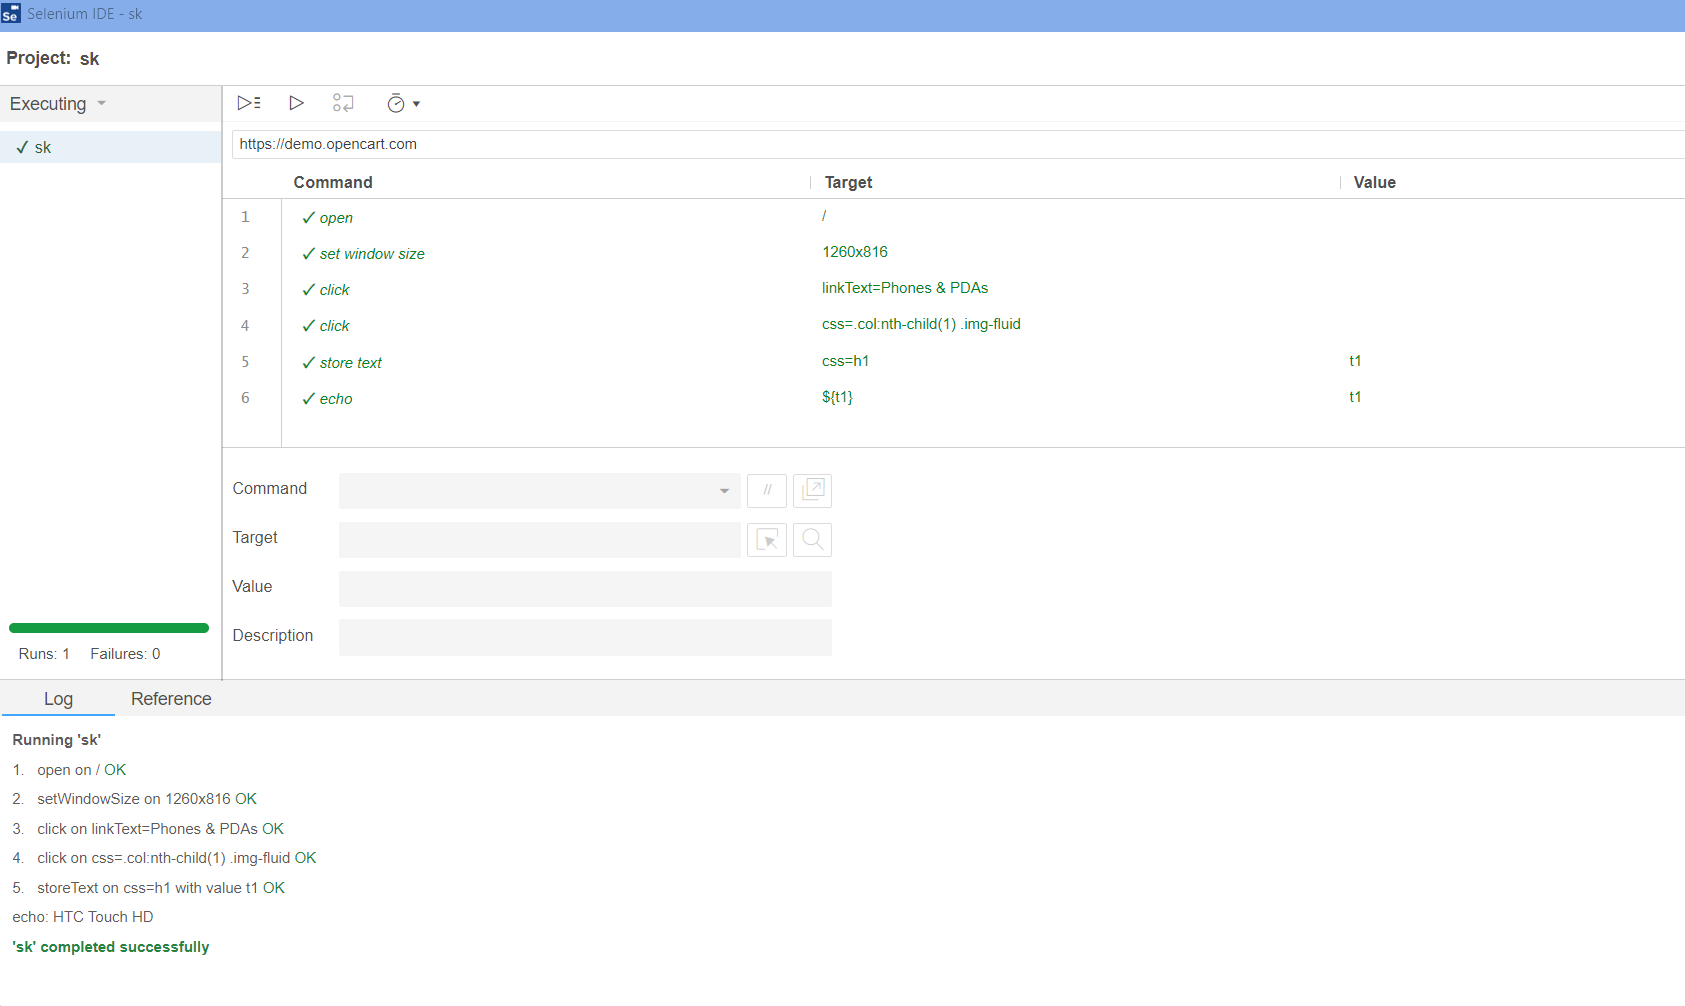 Se Selenium IDE - sk
Project: sk
Executing
✓ sk
https://demo.opencart.com
Command Target Value
1 ✓ open /
2 ✓ set window size 1260x816
3 ✓ click linkText=Phones & PDAs
4 ✓ click css=.col:nth-child(1) .img-fluid
5 ✓ store text css=h1 t1
6 ✓ echo ${t1} t1
Command //
Target
Value
Description
Runs: 1 Failures: 0
Log Reference
Running 'sk'
1. open on / OK
2. setWindowSize on 1260x816 OK
3. click on linkText=Phones & PDAs OK
4. click on css=.col:nth-child(1) .img-fluid OK
5. storeText on css=h1 with value t1 OK
echo: HTC Touch HD
'sk' completed successfully